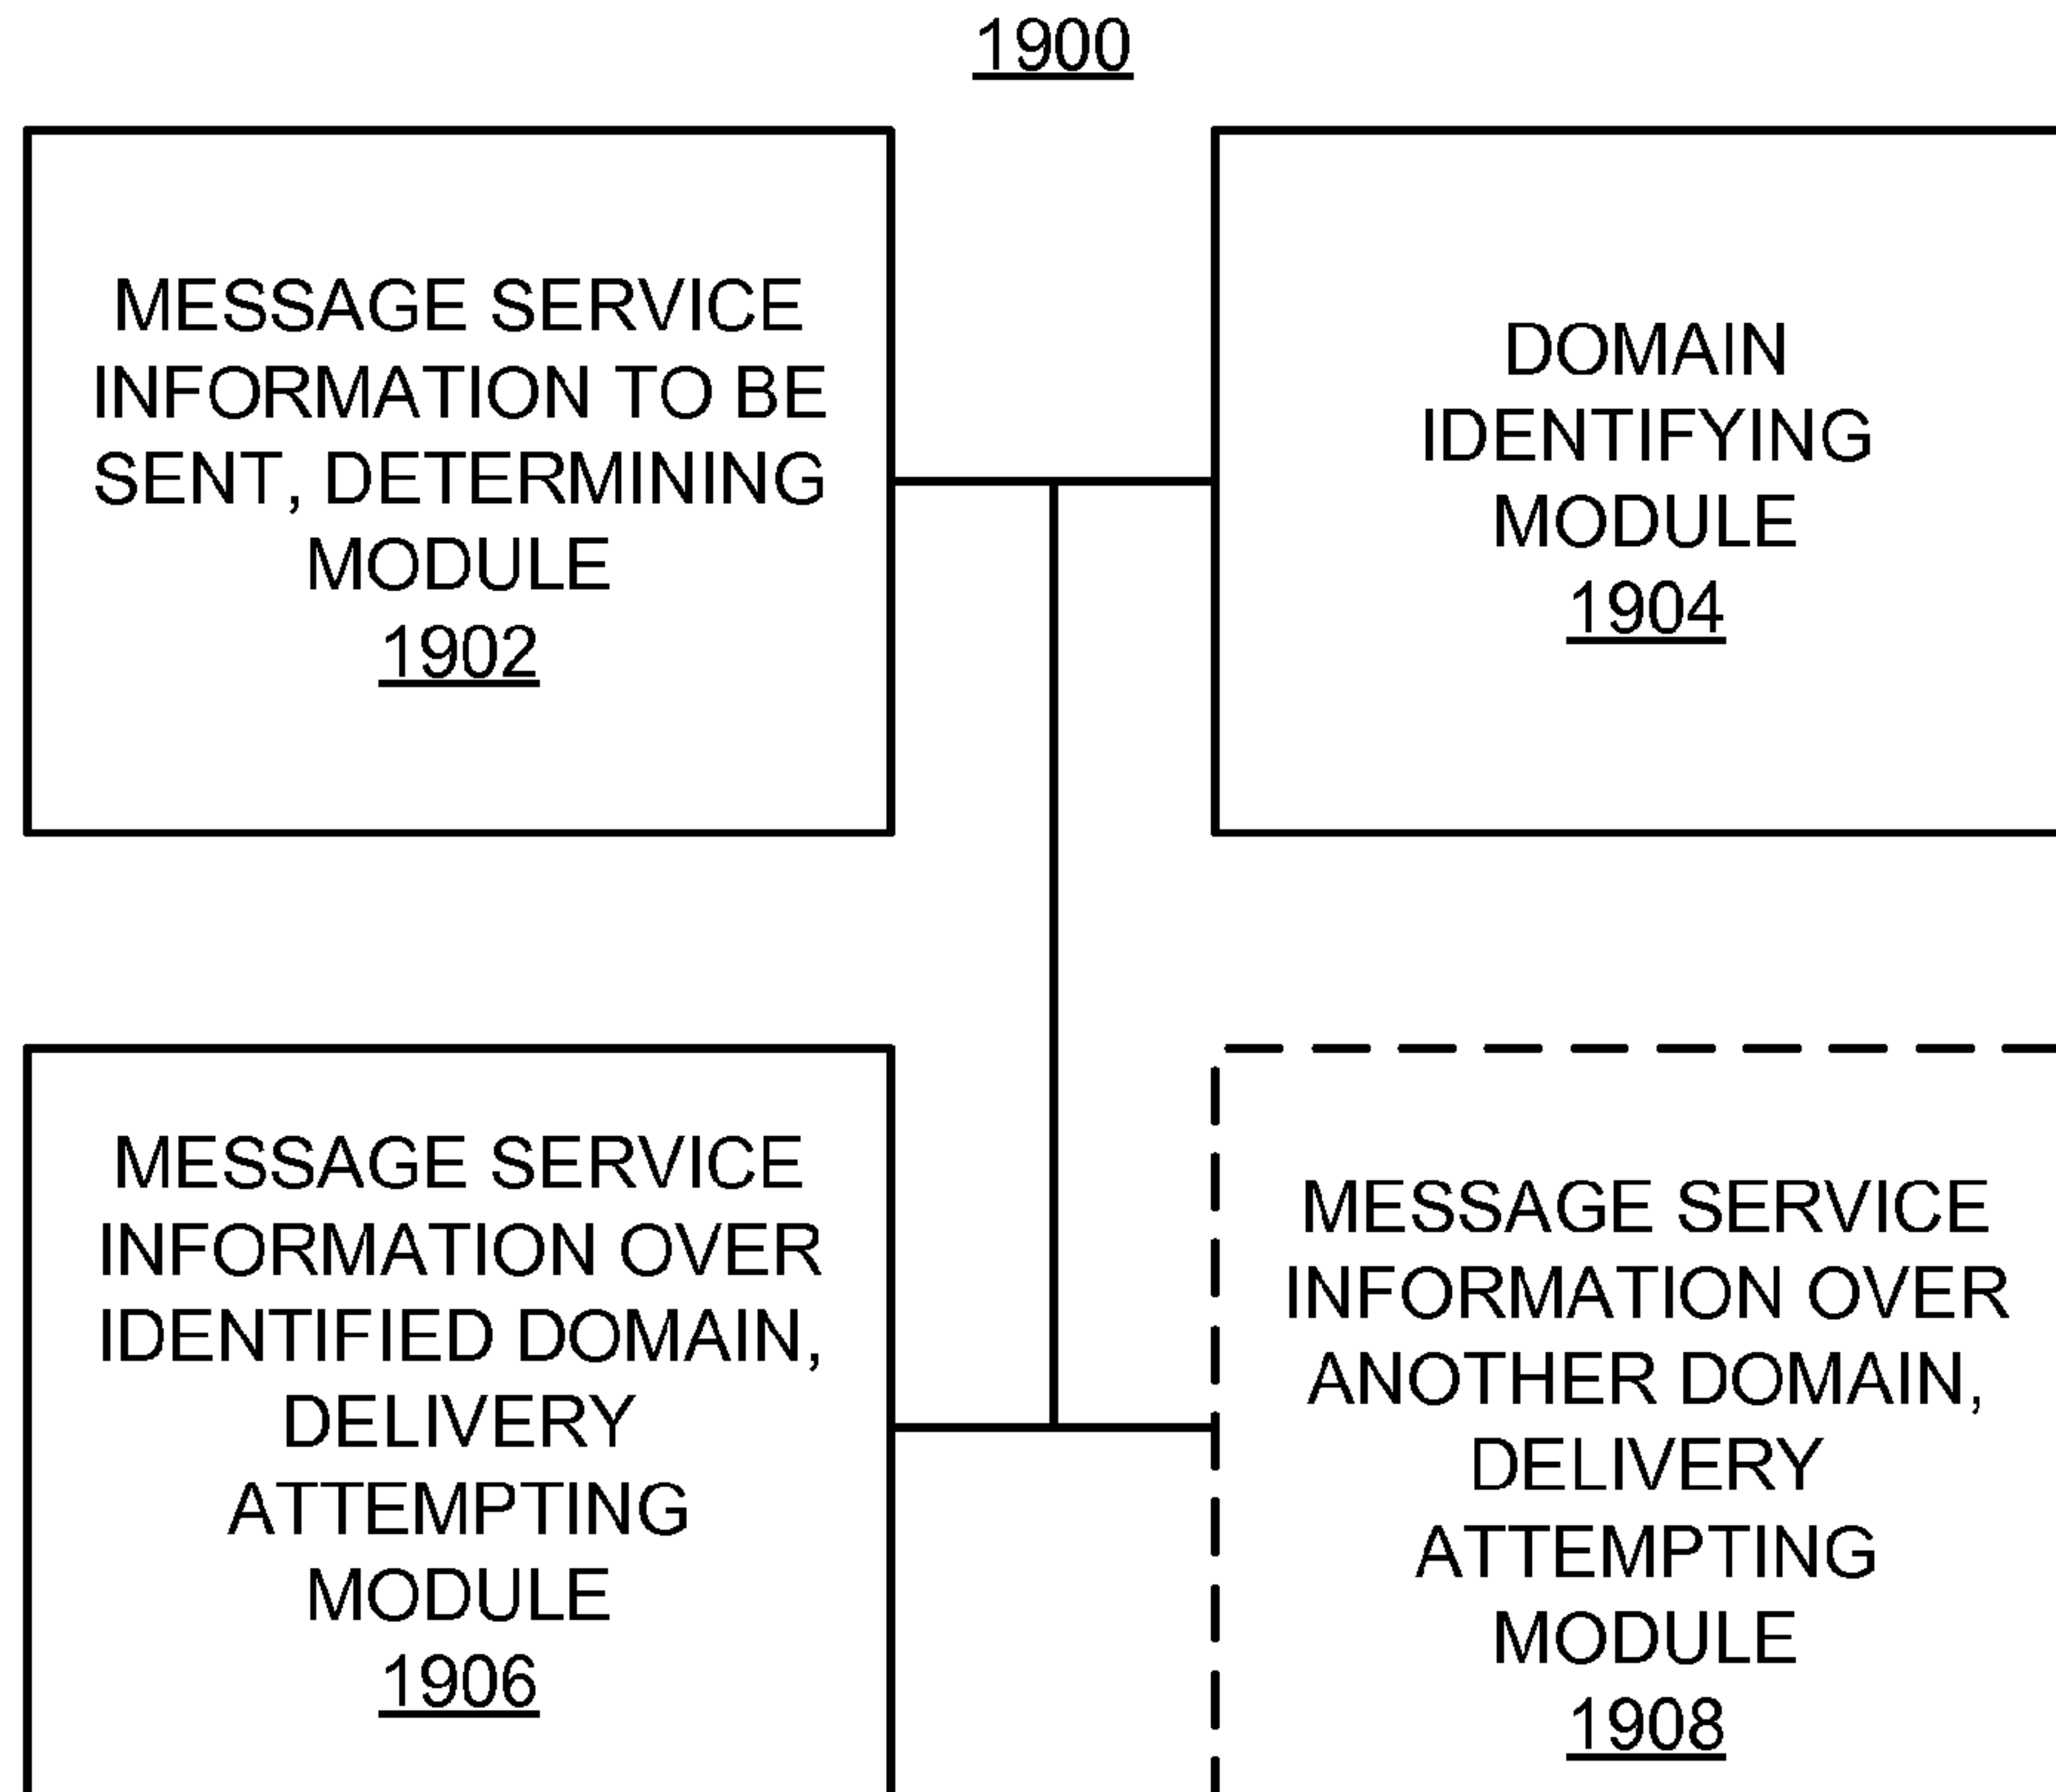 1900
MESSAGE SERVICE
INFORMATION TO BE
SENT, DETERMINING
MODULE
1902
DOMAIN
IDENTIFYING
MODULE
1904
MESSAGE SERVICE
INFORMATION OVER
IDENTIFIED DOMAIN,
DELIVERY
ATTEMPTING
MODULE
1906
MESSAGE SERVICE
INFORMATION OVER
ANOTHER DOMAIN,
DELIVERY
ATTEMPTING
MODULE
1908